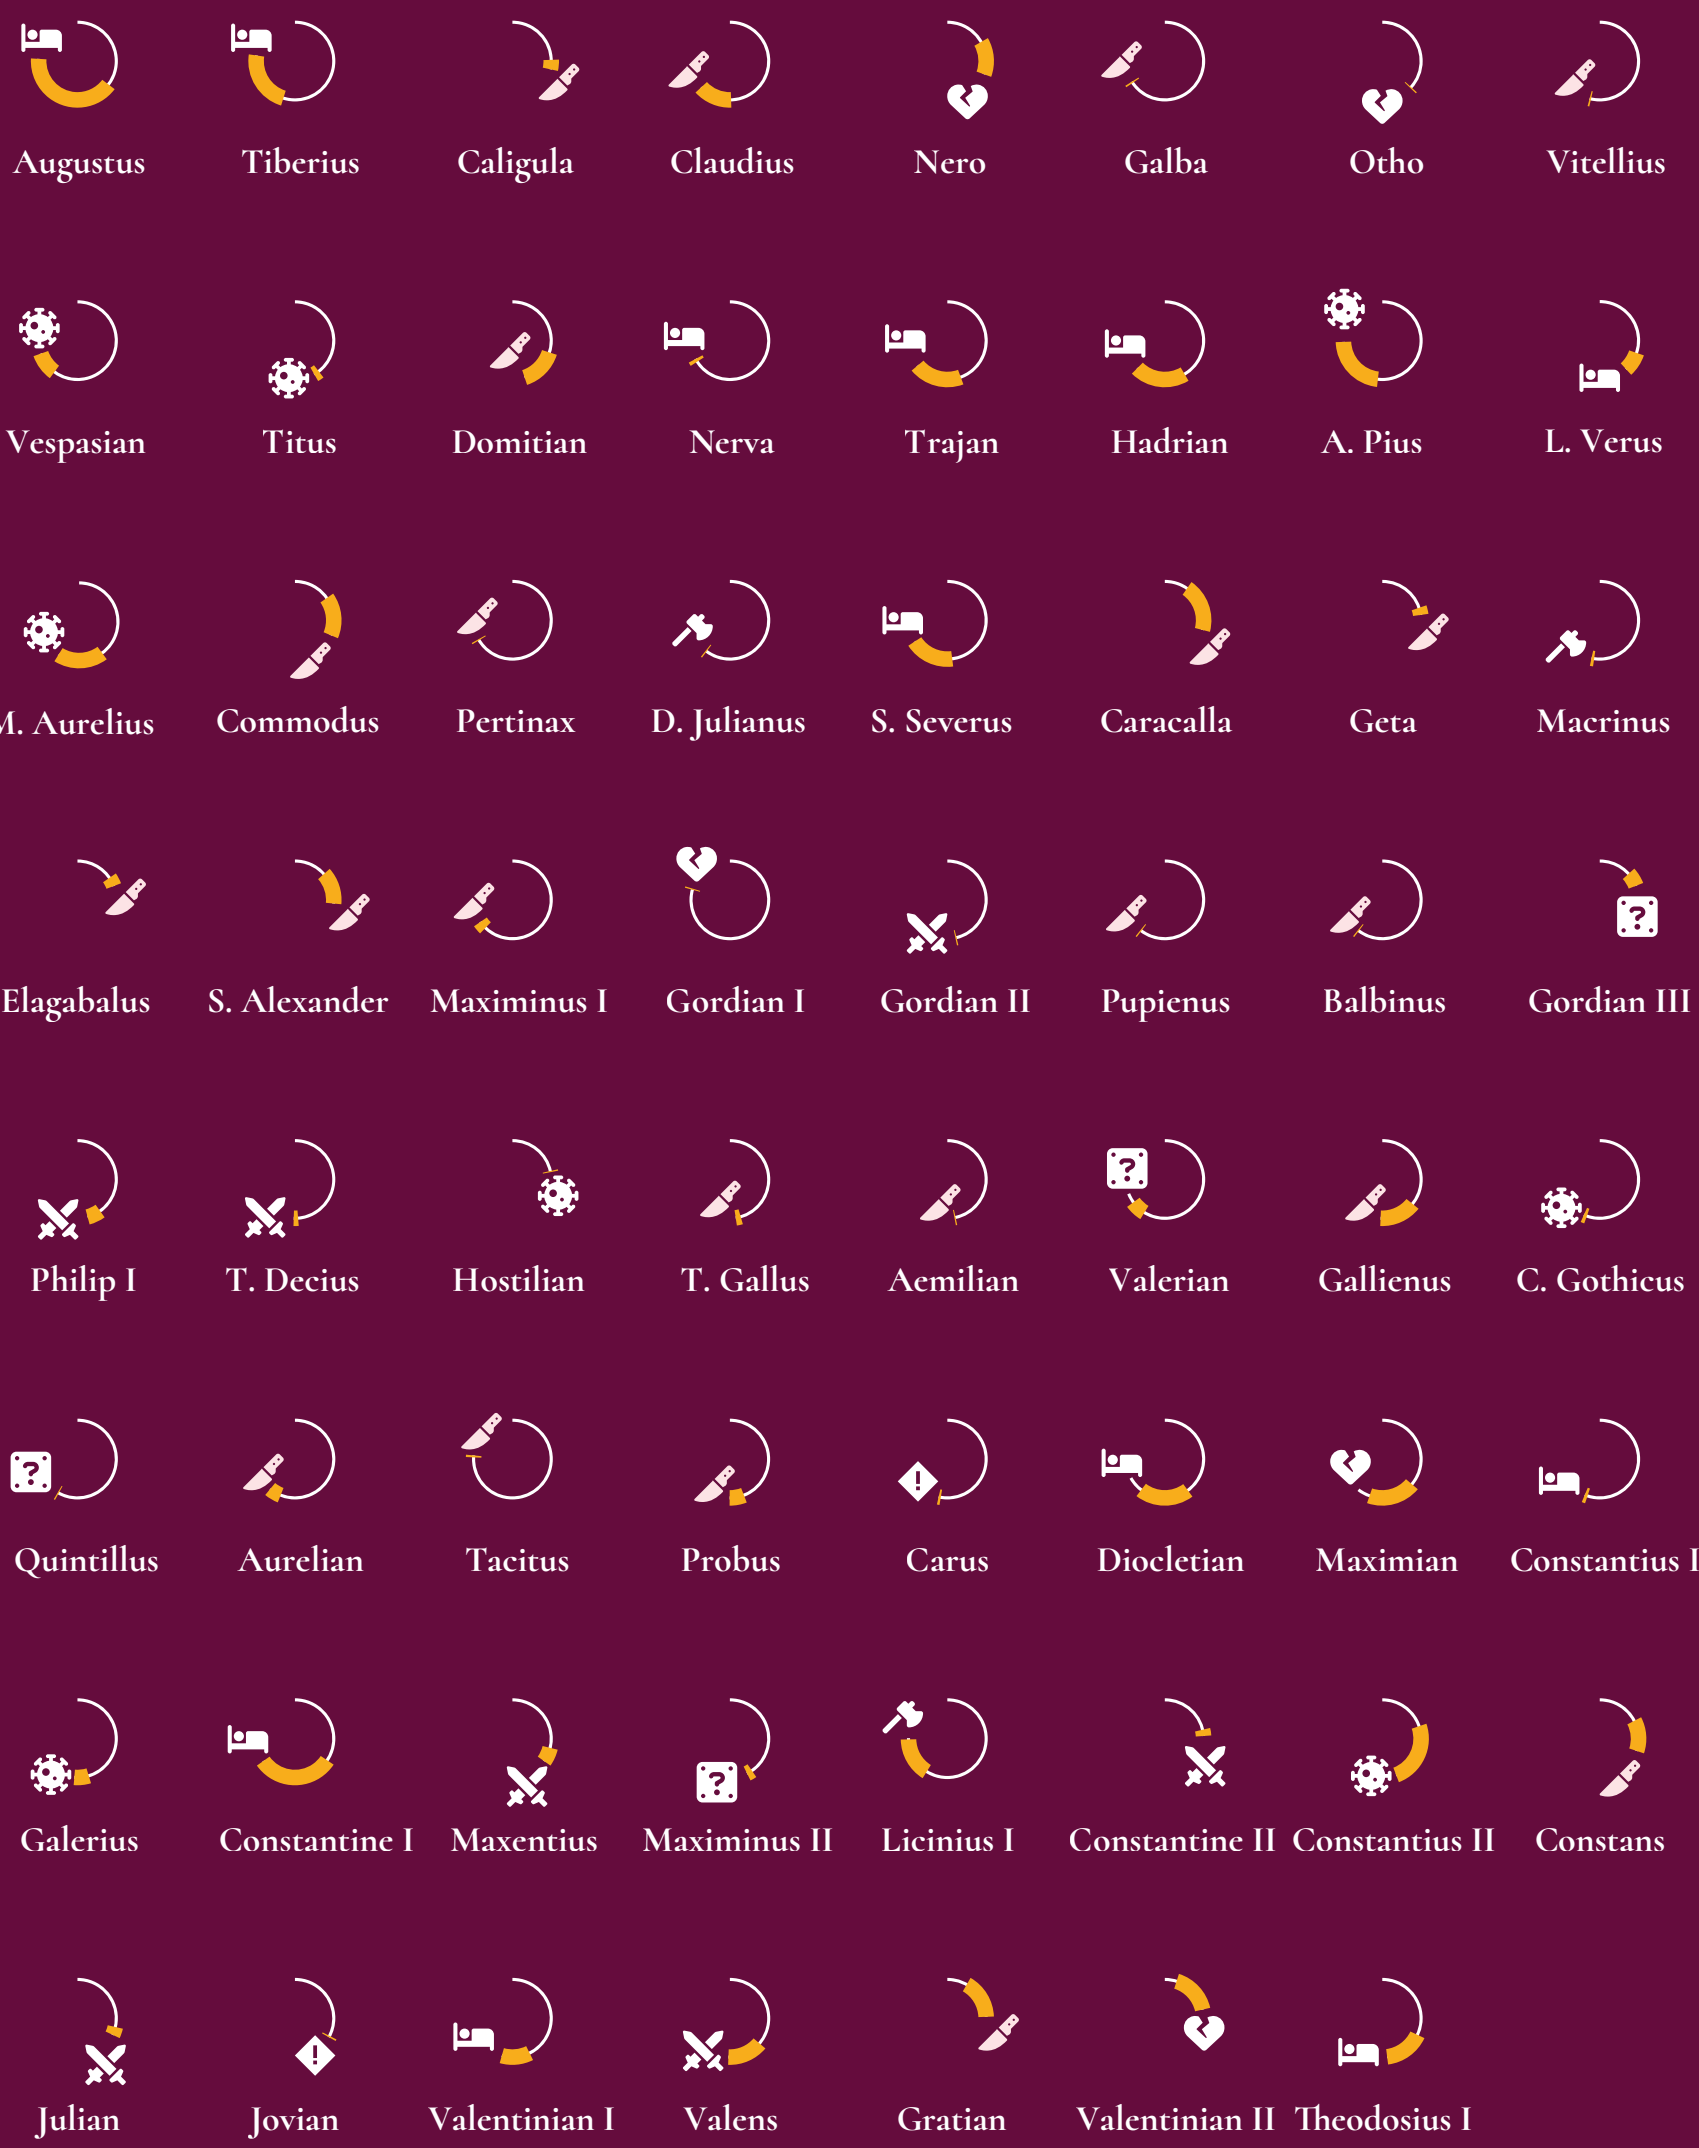 Augustus Tiberius Caligula Claudius Nero Galba Otho Vitellius
Vespasian Titus Domitian Nerva Trajan Hadrian A. Pius L. Verus
M. Aurelius Commodus Pertinax D. Julianus S. Severus Caracalla Geta Macrinus
?
Elagabalus S. Alexander Maximinus I Gordian I Gordian II Pupienus Balbinus Gordian III
?
Philip I T. Decius Hostilian T. Gallus Aemilian Valerian Gallienus C. Gothicus
? !
Quintillus Aurelian Tacitus Probus Carus Diocletian Maximian Constantius I
?
Galerius Constantine I Maxentius Maximinus II Licinius I Constantine II Constantius II Constans
!
Julian Jovian Valentinian I Valens Gratian Valentinian II Theodosius I